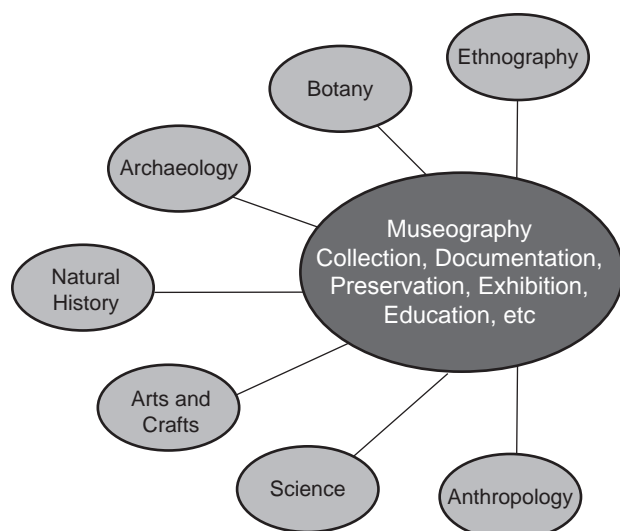 Ethnography
Botany
Archaeology
Museography
Collection, Documentation,
Preservation, Exhibition,
Education, etc
Natural
History
Arts and
Crafts
Science
Anthropology